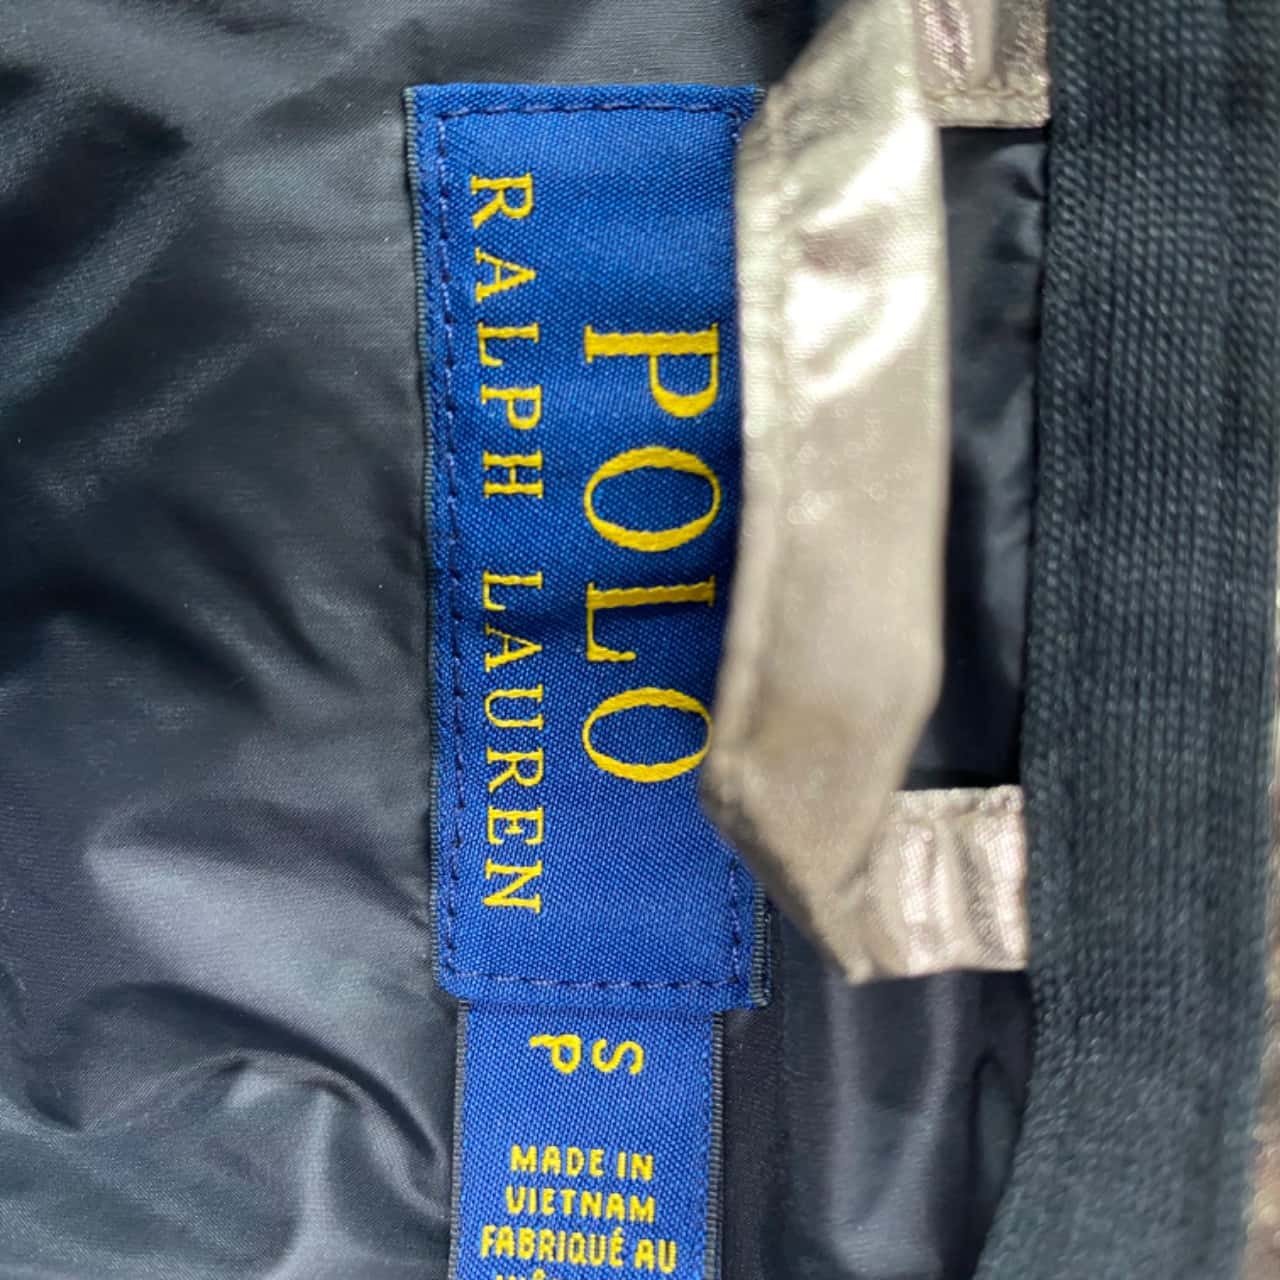 POLO
RALPH LAUREN
S
P
MADE IN
VIETNAM
FABRIQUÉ AU